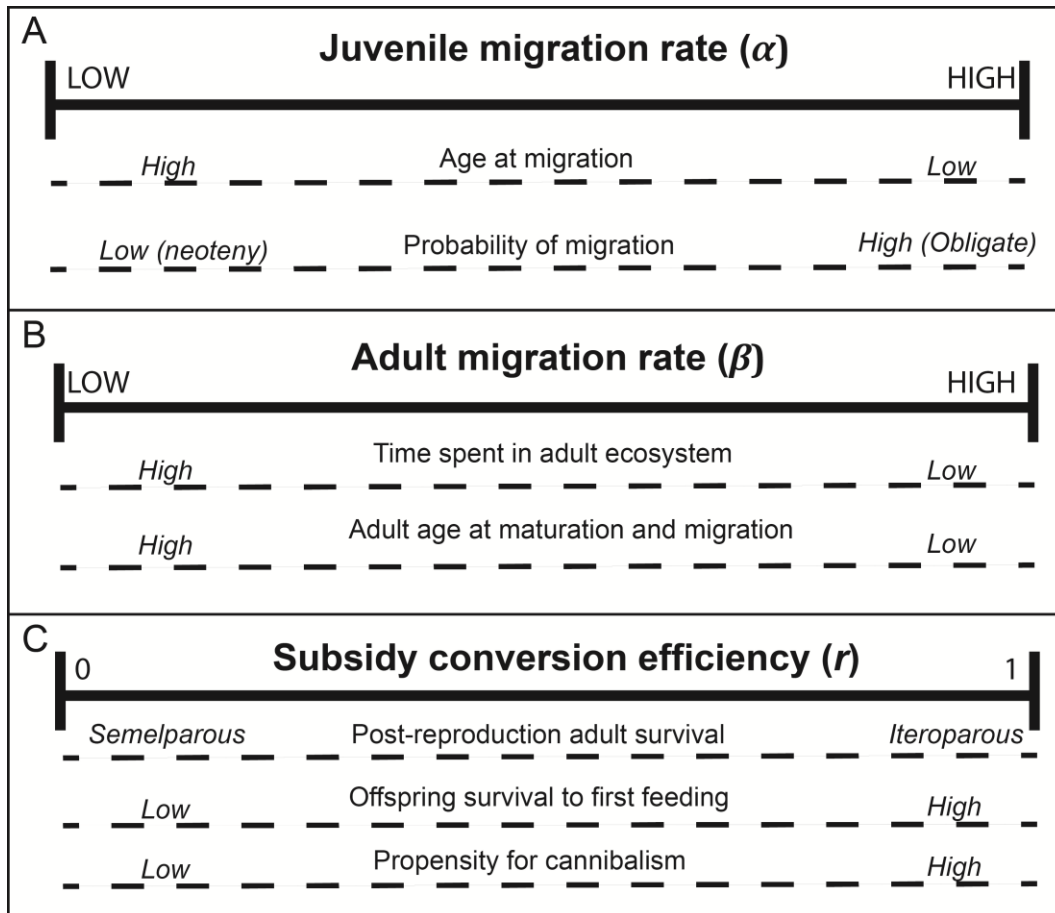 A
Juvenile migration rate (α)
LOW HIGH
High Age at migration Low
Low (neoteny) Probability of migration High (Obligate)
B
Adult migration rate (β)
LOW HIGH
High Time spent in adult ecosystem Low
High Adult age at maturation and migration Low
C
Subsidy conversion efficiency (r)
0 1
Semelparous Post-reproduction adult survival Iteroparous
Low Offspring survival to first feeding High
Low Propensity for cannibalism High